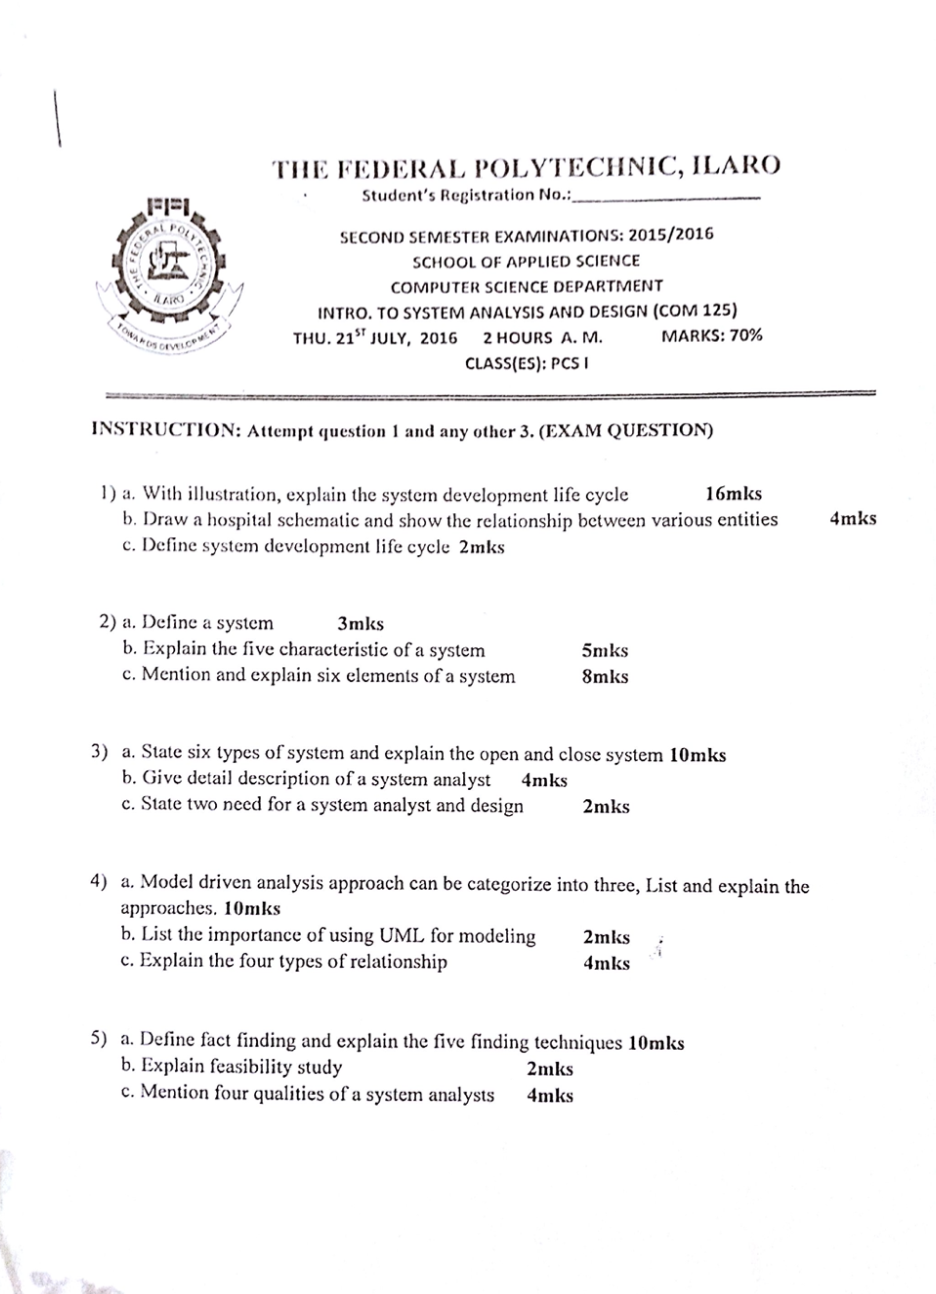 THE FEDERAL POLYTECHNIC, ILARO
Student's Registration No.:
THE FEDERAL POLYTECHNIC
ILARO
TOWARDS DEVELOPMENT
SECOND SEMESTER EXAMINATIONS: 2015/2016
SCHOOL OF APPLIED SCIENCE
COMPUTER SCIENCE DEPARTMENT
INTRO. TO SYSTEM ANALYSIS AND DESIGN (COM 125)
THU. 21ST JULY, 2016 2 HOURS A. M. MARKS: 70%
CLASS(ES): PCS I
INSTRUCTION: Attempt question 1 and any other 3. (EXAM QUESTION)
1) a. With illustration, explain the system development life cycle 16mks
b. Draw a hospital schematic and show the relationship between various entities 4mks
c. Define system development life cycle 2mks
2) a. Define a system 3mks
b. Explain the five characteristic of a system 5mks
c. Mention and explain six elements of a system 8mks
3) a. State six types of system and explain the open and close system 10mks
b. Give detail description of a system analyst 4mks
c. State two need for a system analyst and design 2mks
4) a. Model driven analysis approach can be categorize into three, List and explain the
approaches. 10mks
b. List the importance of using UML for modeling 2mks
c. Explain the four types of relationship 4mks
5) a. Define fact finding and explain the five finding techniques 10mks
b. Explain feasibility study 2mks
c. Mention four qualities of a system analysts 4mks